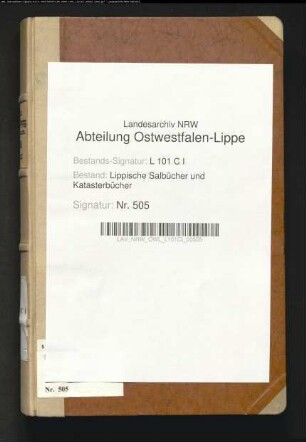 Landesarchiv NRW
Abteilung Ostwestfalen-Lippe
Bestands-Signatur: L 101 C I
Bestand: Lippische Salbücher und
Katasterbücher
Signatur: Nr. 505
Nr. 505